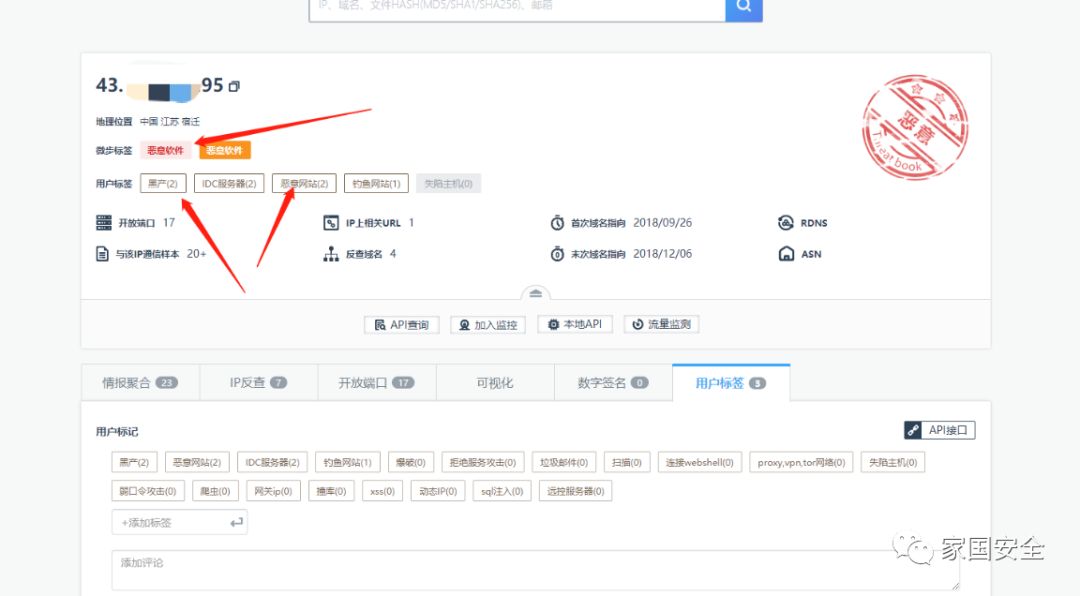 IP、域名、文件HASH(MD5/SHA1/SHA256)、邮箱
43. 95
地理位置 中国 江苏 宿迁
微步标签 恶意软件 恶意软件
用户标签 黑产(2) IDC服务器(2) 恶意网站(2) 钓鱼网站(1) 失陷主机(0)
开放端口 17 IP上相关URL 1 首次域名指向 2018/09/26 RDNS
与该IP通信样本 20+ 反查域名 4 末次域名指向 2018/12/06 ASN
恶意
Threatbook
API查询 加入监控 本地API 流量监测
情报聚合 23 IP反查 7 开放端口 17 可视化 数字签名 0 用户标签 3
用户标记 API接口
黑产(2) 恶意网站(2) IDC服务器(2) 钓鱼网站(1) 爆破(0) 拒绝服务攻击(0) 垃圾邮件(0) 扫描(0) 连接webshell(0) proxy,vpn,tor网络(0) 失陷主机(0)
弱口令攻击(0) 爬虫(0) 网关ip(0) 撞库(0) xss(0) 动态IP(0) sql注入(0) 远控服务器(0)
+添加标签
添加评论
家国安全